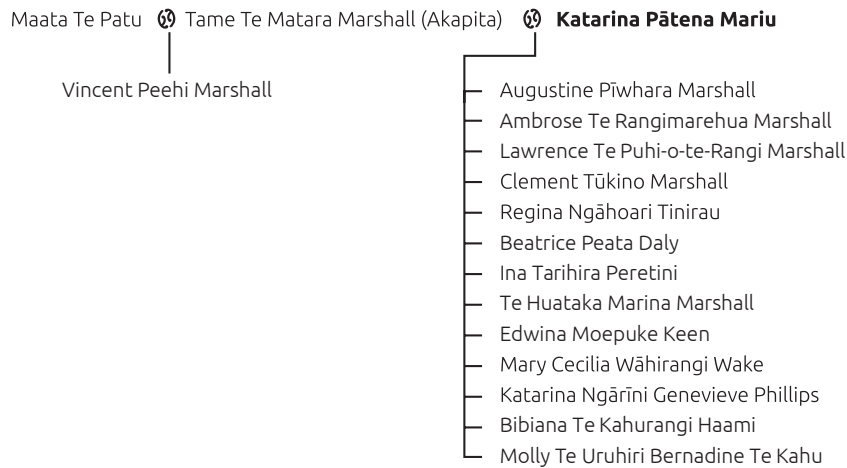 Maata Te Patu Tame Te Matara Marshall (Akapita) Katarina Pātena Mariu
Vincent Peehi Marshall
Augustine Pīwhara Marshall
Ambrose Te Rangimarehua Marshall
Lawrence Te Puhi-o-te-Rangi Marshall
Clement Tūkino Marshall
Regina Ngāhoari Tinirau
Beatrice Peata Daly
Ina Tarihira Peretini
Te Huataka Marina Marshall
Edwina Moepuke Keen
Mary Cecilia Wāhirangi Wake
Katarina Ngārīni Genevieve Phillips
Bibiana Te Kahurangi Haami
Molly Te Uruhiri Bernadine Te Kahu